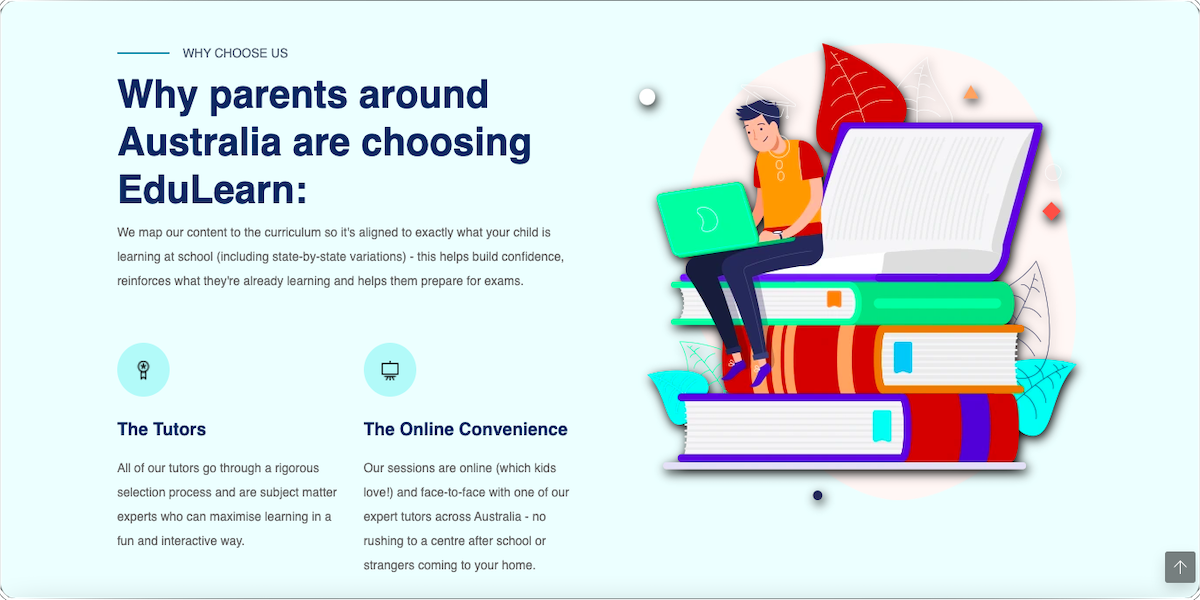 WHY CHOOSE US
Why parents around
Australia are choosing
EduLearn:
We map our content to the curriculum so it's aligned to exactly what your child is
learning at school (including state-by-state variations) - this helps build confidence,
reinforces what they're already learning and helps them prepare for exams.
The Tutors
All of our tutors go through a rigorous
selection process and are subject matter
experts who can maximise learning in a
fun and interactive way.
The Online Convenience
Our sessions are online (which kids
love!) and face-to-face with one of our
expert tutors across Australia - no
rushing to a centre after school or
strangers coming to your home.